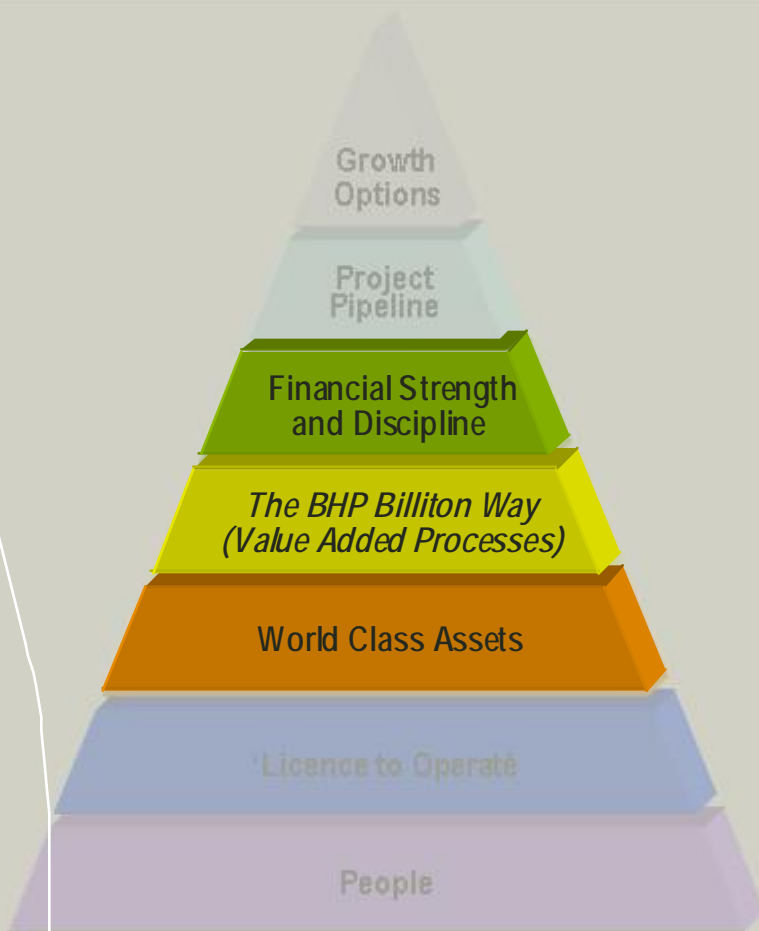 Growth
Options
Project
Pipeline
Financial Strength
and Discipline
The BHP Billiton Way
(Value Added Processes)
World Class Assets
'Licence to Operate'
People